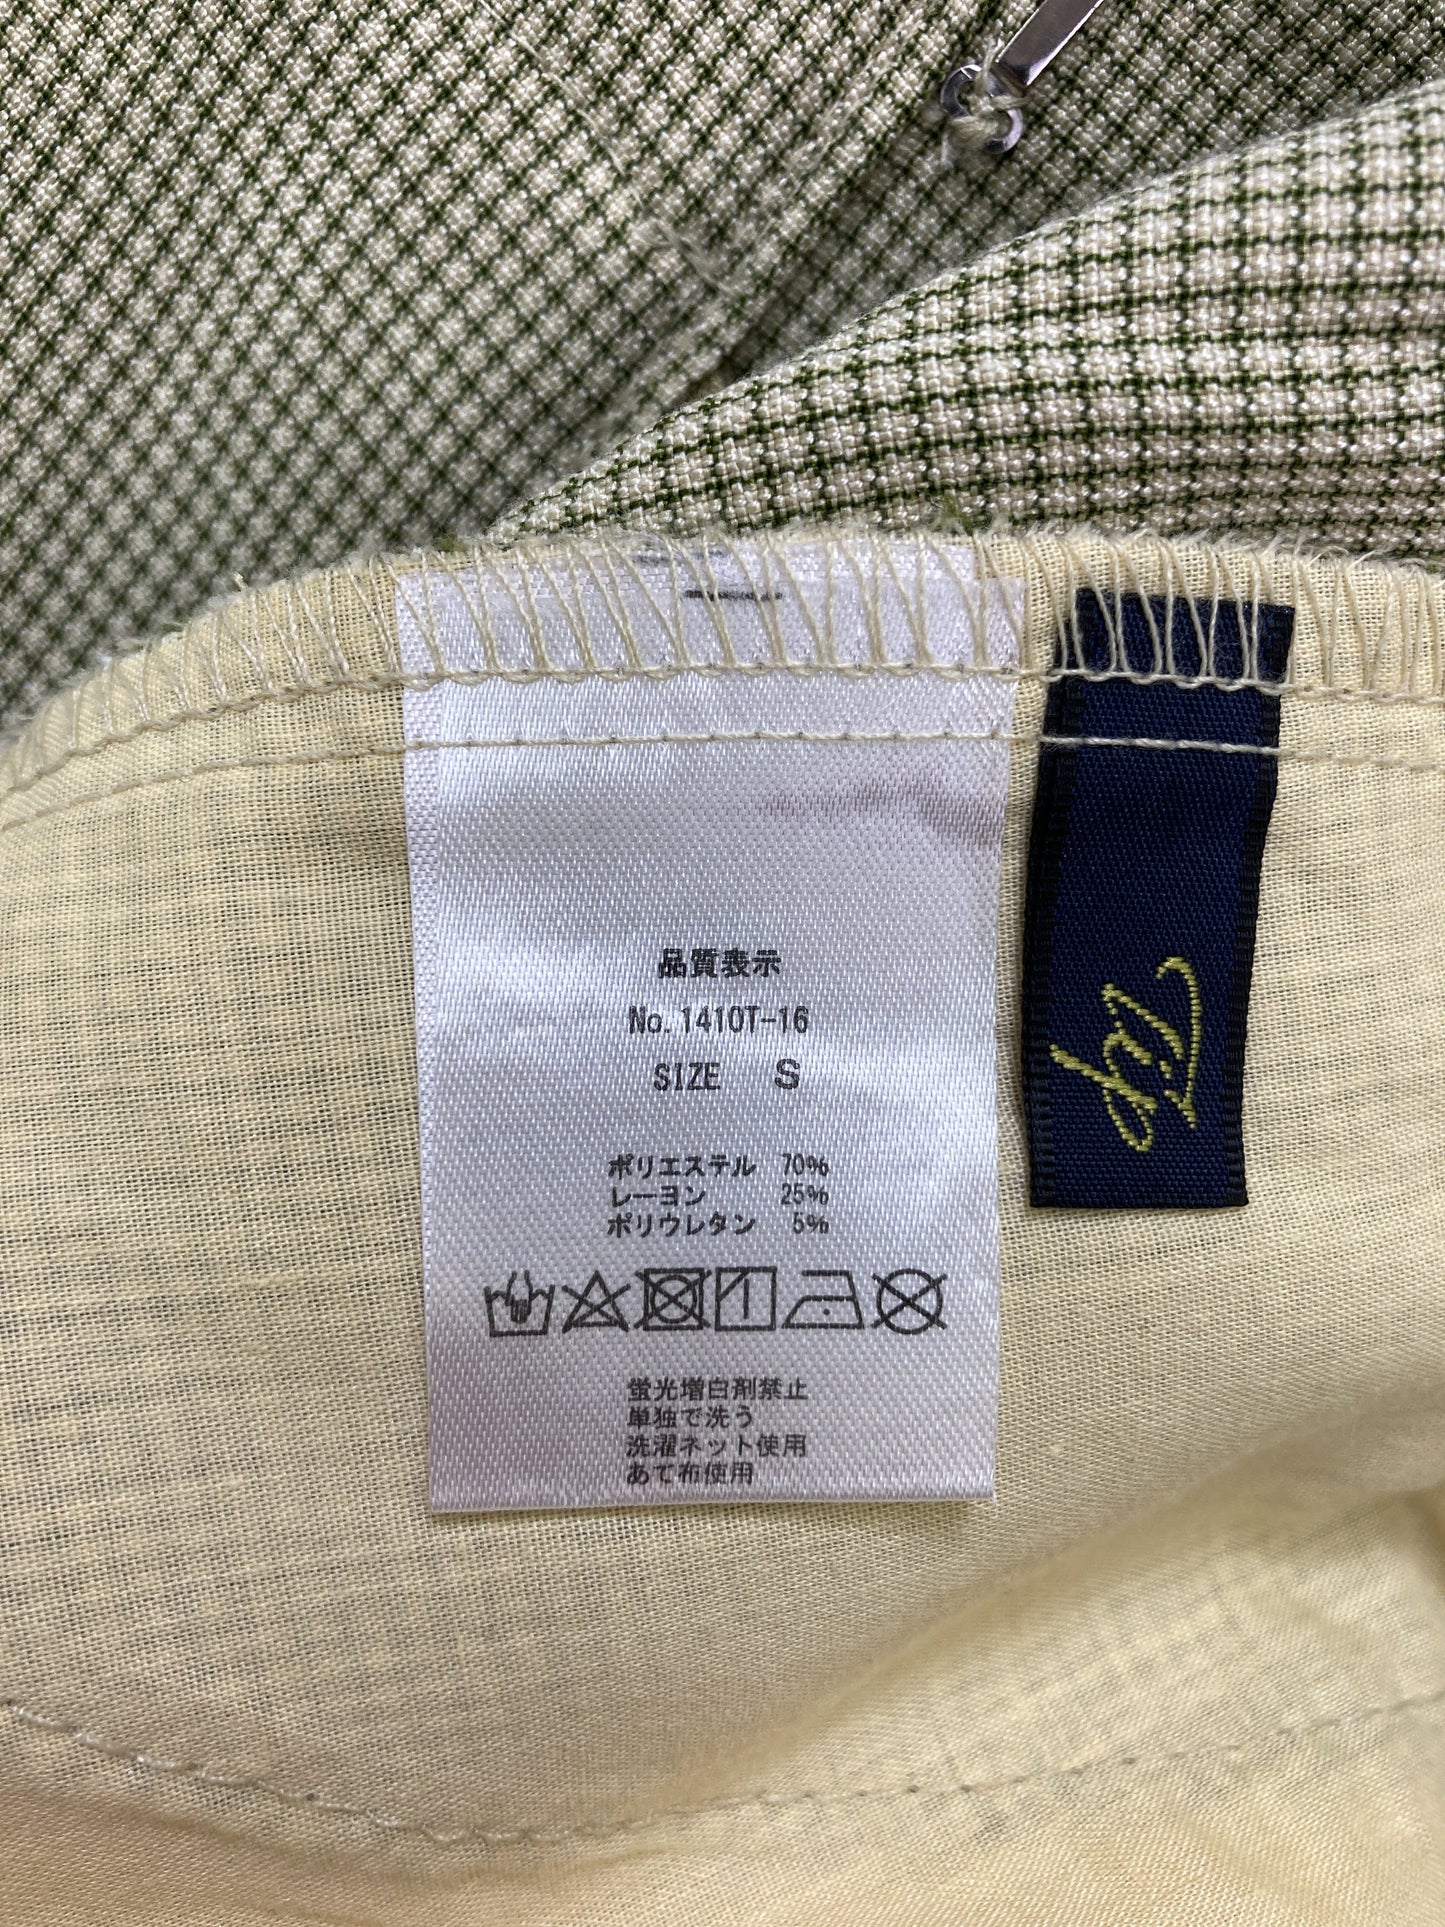 品質表示
No. 1410T-16
SIZE S
ポリエステル 70%
レーヨン 25%
ポリウレタン 5%
蛍光増白剤禁止
単独で洗う
洗濯ネット使用
あて布使用